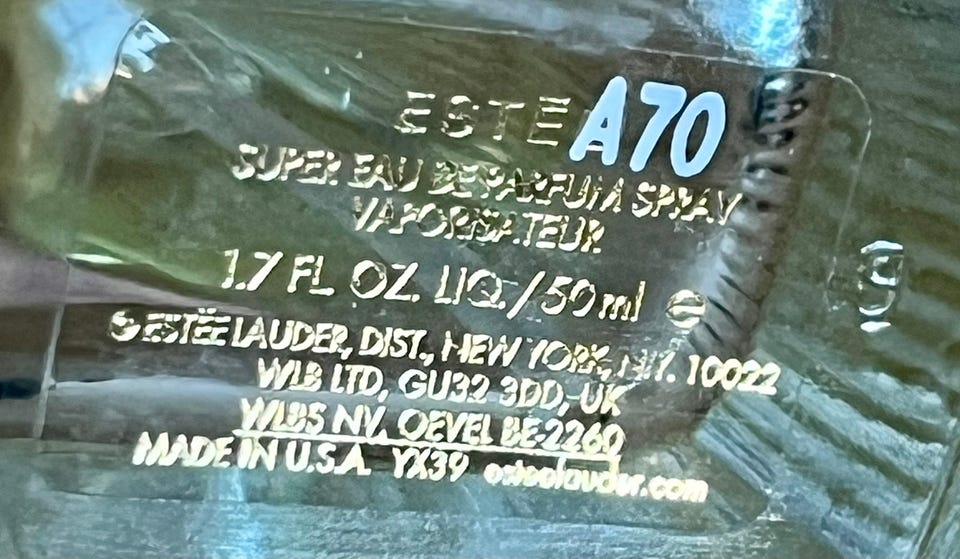 ESTE A70
SUPER EAU DE PARFUM SPRAY
VAPORISATEUR
1.7 FL. OZ. LIQ./50 ml ℮
© ESTĒE LAUDER, DIST., NEW YORK, N.Y. 10022
WLB LTD, GU32 3DD, UK
WLBS NV, OEVEL BE-2260
MADE IN U.S.A. YX39 esteelauder.com